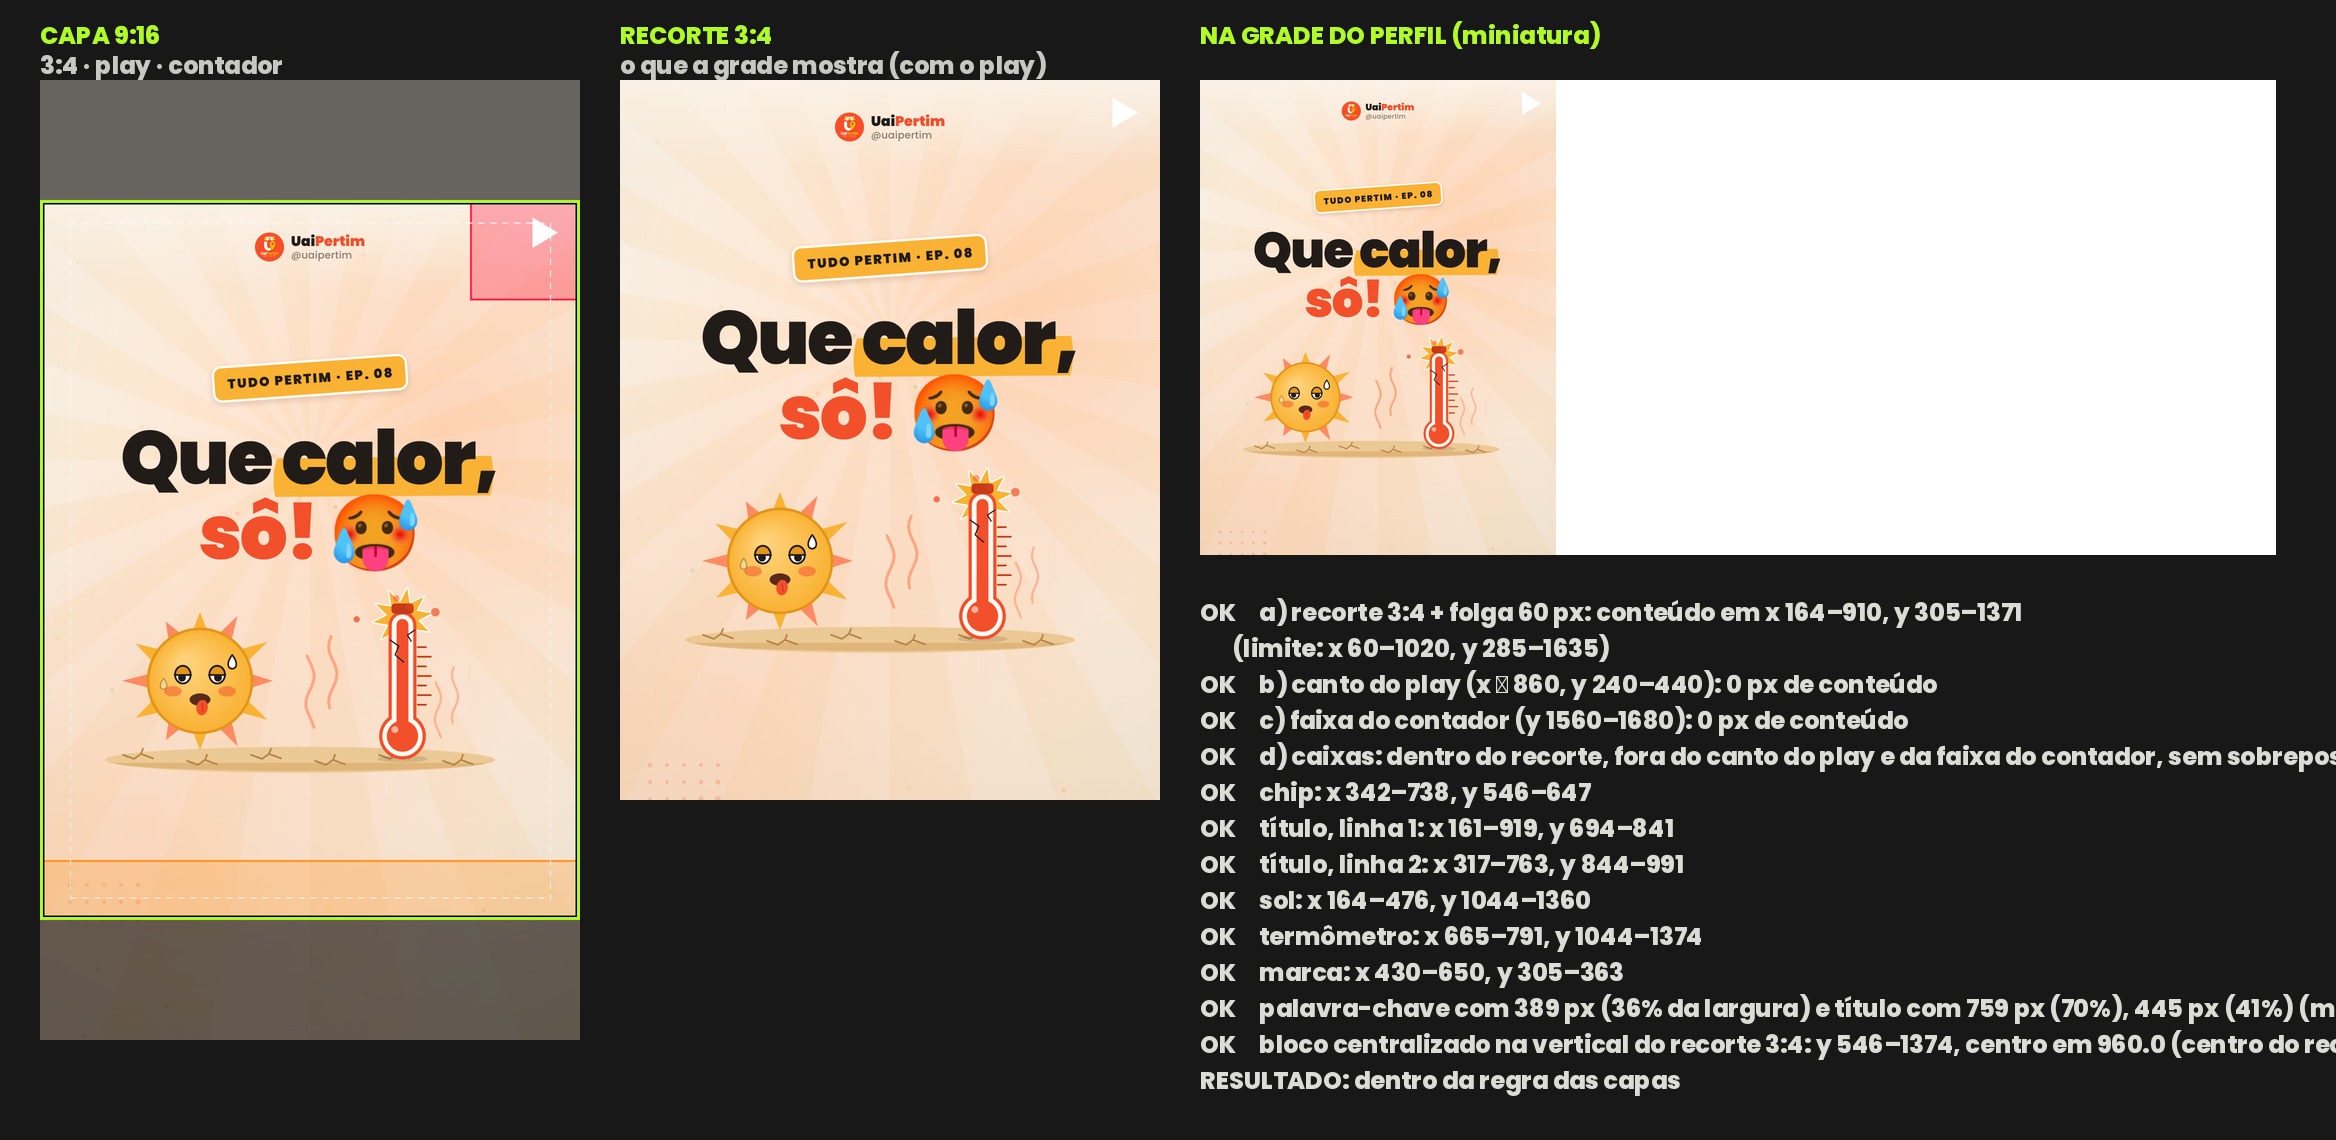 CAPA 9:16
3:4 · play · contador
UaiPertim
@uaipertim
TUDO PERTIM · EP. 08
Que calor,
sô!
RECORTE 3:4
o que a grade mostra (com o play)
UaiPertim
@uaipertim
TUDO PERTIM · EP. 08
Que calor,
sô!
NA GRADE DO PERFIL (miniatura)
UaiPertim
@uaipertim
TUDO PERTIM · EP. 08
Que calor,
sô!
OK a) recorte 3:4 + folga 60 px: conteúdo em x 164–910, y 305–1371
(limite: x 60–1020, y 285–1635)
OK b) canto do play (x 860, y 240–440): 0 px de conteúdo
OK c) faixa do contador (y 1560–1680): 0 px de conteúdo
OK d) caixas: dentro do recorte, fora do canto do play e da faixa do contador, sem sobrepos
OK chip: x 342–738, y 546–647
OK título, linha 1: x 161–919, y 694–841
OK título, linha 2: x 317–763, y 844–991
OK sol: x 164–476, y 1044–1360
OK termômetro: x 665–791, y 1044–1374
OK marca: x 430–650, y 305–363
OK palavra-chave com 389 px (36% da largura) e título com 759 px (70%), 445 px (41%) (m
OK bloco centralizado na vertical do recorte 3:4: y 546–1374, centro em 960.0 (centro do rec
RESULTADO: dentro da regra das capas